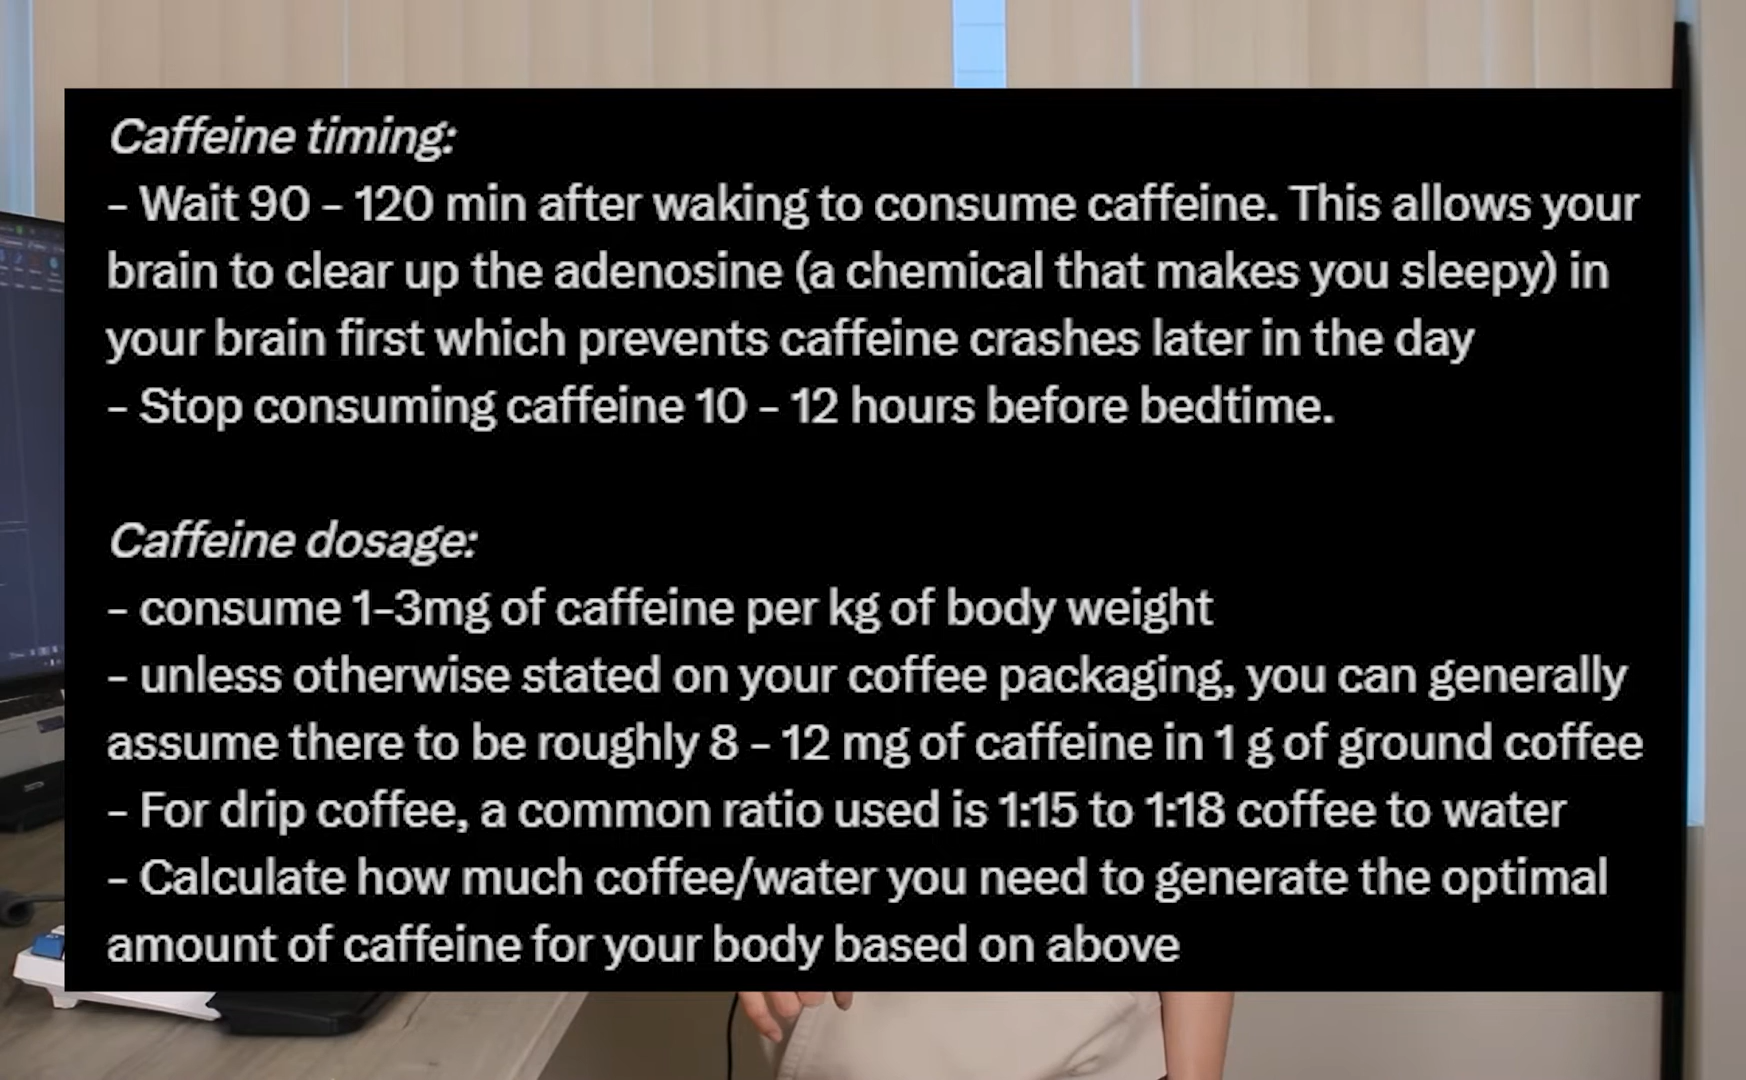 Caffeine timing:
- Wait 90 - 120 min after waking to consume caffeine. This allows your
brain to clear up the adenosine (a chemical that makes you sleepy) in
your brain first which prevents caffeine crashes later in the day
- Stop consuming caffeine 10 - 12 hours before bedtime.
Caffeine dosage:
- consume 1-3mg of caffeine per kg of body weight
- unless otherwise stated on your coffee packaging, you can generally
assume there to be roughly 8 - 12 mg of caffeine in 1 g of ground coffee
- For drip coffee, a common ratio used is 1:15 to 1:18 coffee to water
- Calculate how much coffee/water you need to generate the optimal
amount of caffeine for your body based on above